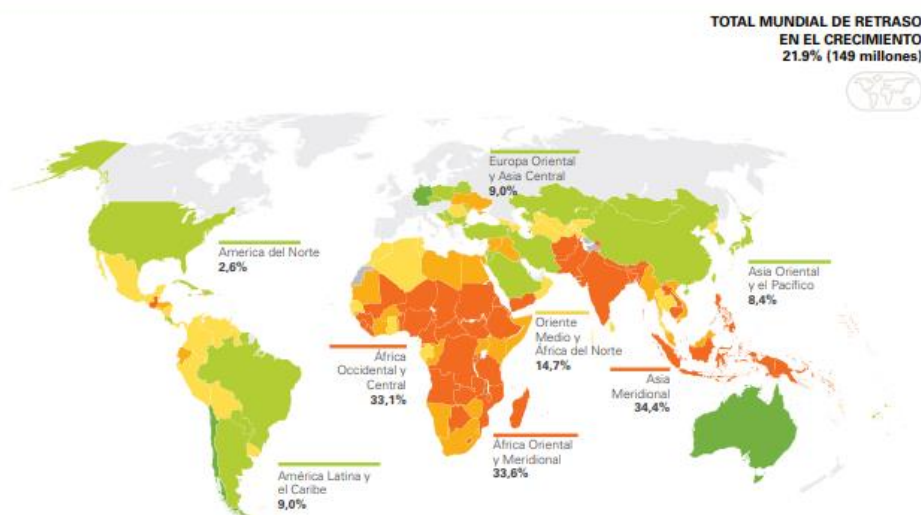 TOTAL MUNDIAL DE RETRASO
EN EL CRECIMIENTO
21.9% (149 millones)
Europa Oriental
y Asia Central
9,0%
America del Norte
2,6%
Asia Oriental
y el Pacífico
8,4%
Oriente
Medio y
África del Norte
14,7%
África
Occidental y
Central
33,1%
Asia
Meridional
34,4%
África Oriental
y Meridional
33,6%
América Latina y
el Caribe
9,0%